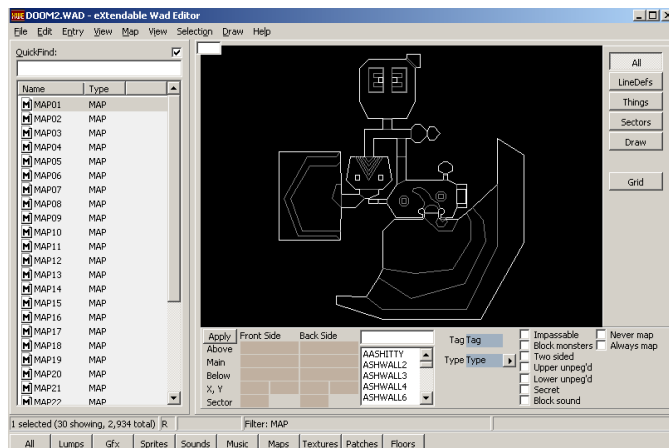 DOOM2.WAD - eXtendable Wad Editor
File Edit Entry View Map View Selection Draw Help
QuickFind:
Name Type
MAP01 MAP
MAP02 MAP
MAP03 MAP
MAP04 MAP
MAP05 MAP
MAP06 MAP
MAP07 MAP
MAP08 MAP
MAP09 MAP
MAP10 MAP
MAP11 MAP
MAP12 MAP
MAP13 MAP
MAP14 MAP
MAP15 MAP
MAP16 MAP
MAP17 MAP
MAP18 MAP
MAP19 MAP
MAP20 MAP
MAP21 MAP
MAP22 MAP
All
LineDefs
Things
Sectors
Draw
Grid
Apply Front Side Back Side
Above
Main
Below
X, Y
Sector
AASHITTY
ASHWALL2
ASHWALL3
ASHWALL4
ASHWALL6
Tag Tag
Type Type
Impassable
Block monsters
Two sided
Upper unpeg'd
Lower unpeg'd
Secret
Block sound
Never map
Always map
1 selected (30 showing, 2,934 total) R Filter: MAP
All Lumps Gfx Sprites Sounds Music Maps Textures Patches Floors